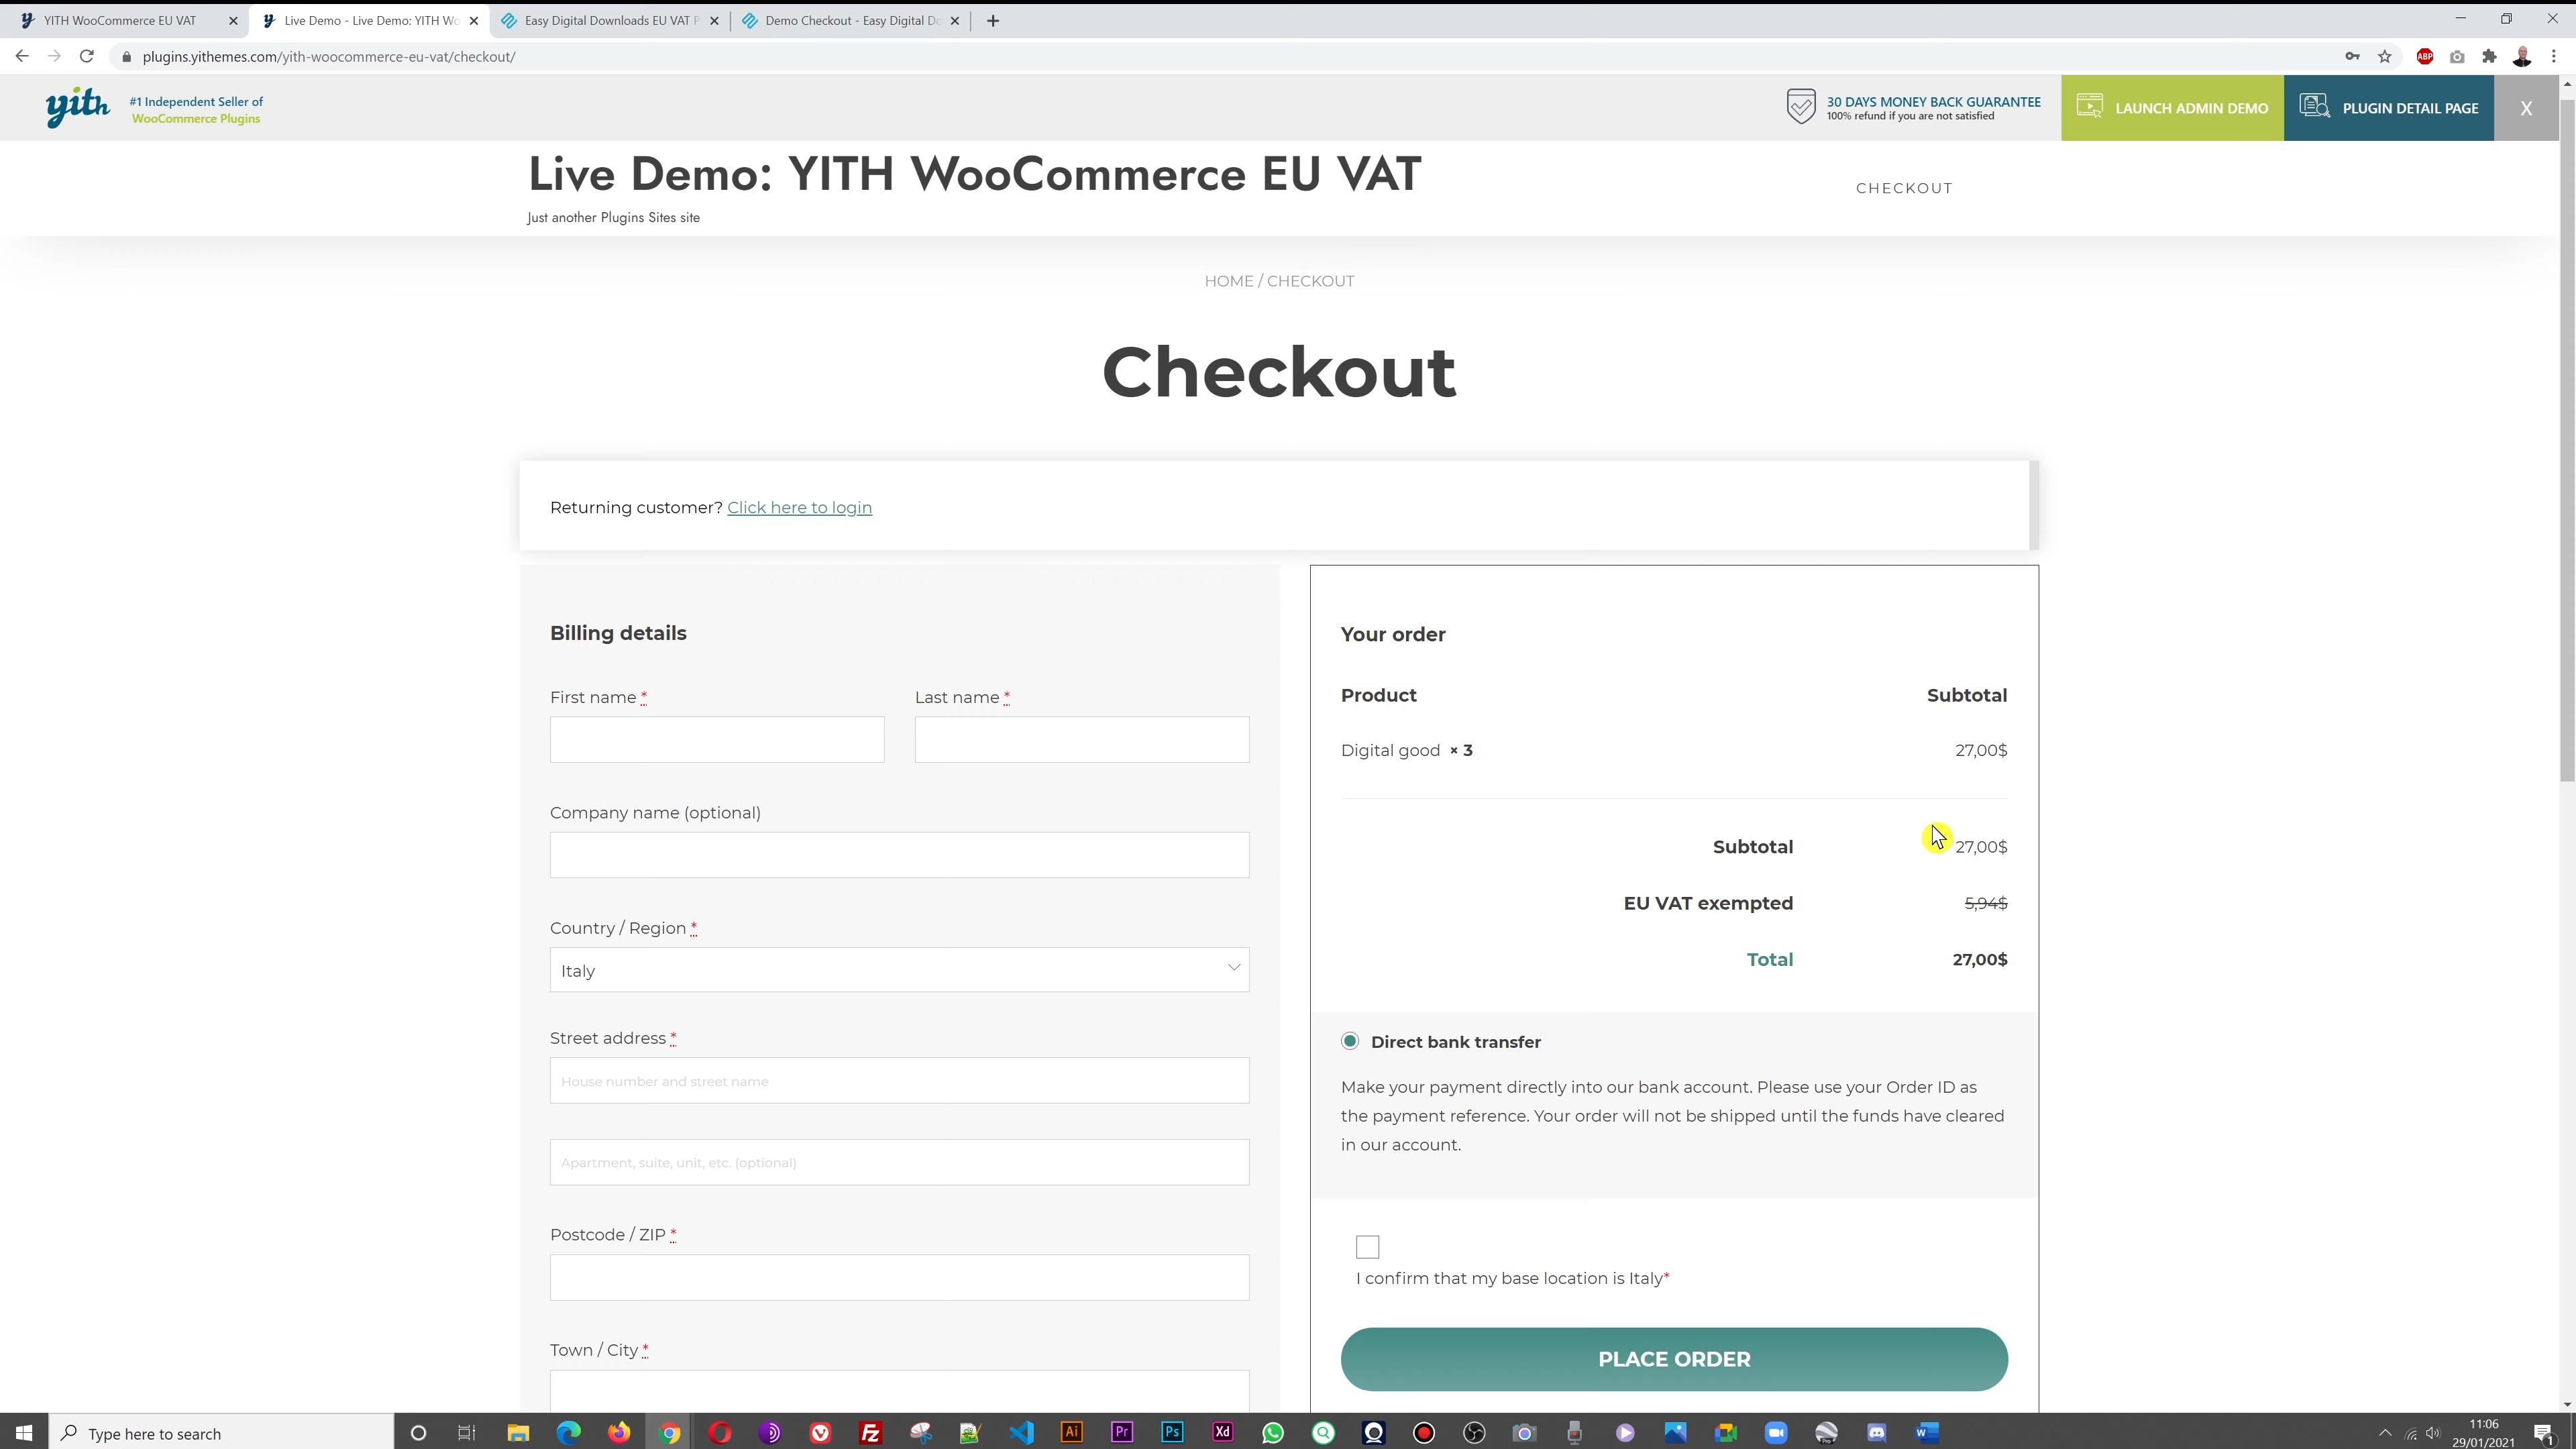 YITH WooCommerce EU VAT
Live Demo - Live Demo: YITH Wo
Easy Digital Downloads EU VAT P
Demo Checkout - Easy Digital Do
plugins.yithemes.com/yith-woocommerce-eu-vat/checkout/
ABP
yith
#1 Independent Seller of
WooCommerce Plugins
30 DAYS MONEY BACK GUARANTEE
100% refund if you are not satisfied
LAUNCH ADMIN DEMO
PLUGIN DETAIL PAGE
X
Live Demo: YITH WooCommerce EU VAT
Just another Plugins Sites site
CHECKOUT
HOME / CHECKOUT
Checkout
Returning customer? Click here to login
Billing details
First name *
Last name *
Company name (optional)
Country / Region *
Italy
Street address *
House number and street name
Apartment, suite, unit, etc. (optional)
Postcode / ZIP *
Town / City *
Your order
Product Subtotal
Digital good × 3 27,00$
Subtotal 27,00$
EU VAT exempted 5,94$
Total 27,00$
Direct bank transfer
Make your payment directly into our bank account. Please use your Order ID as
the payment reference. Your order will not be shipped until the funds have cleared
in our account.
I confirm that my base location is Italy*
PLACE ORDER
Type here to search
Fz
Ai
Pr
Ps
Xd
W
11:06
29/01/2021
1